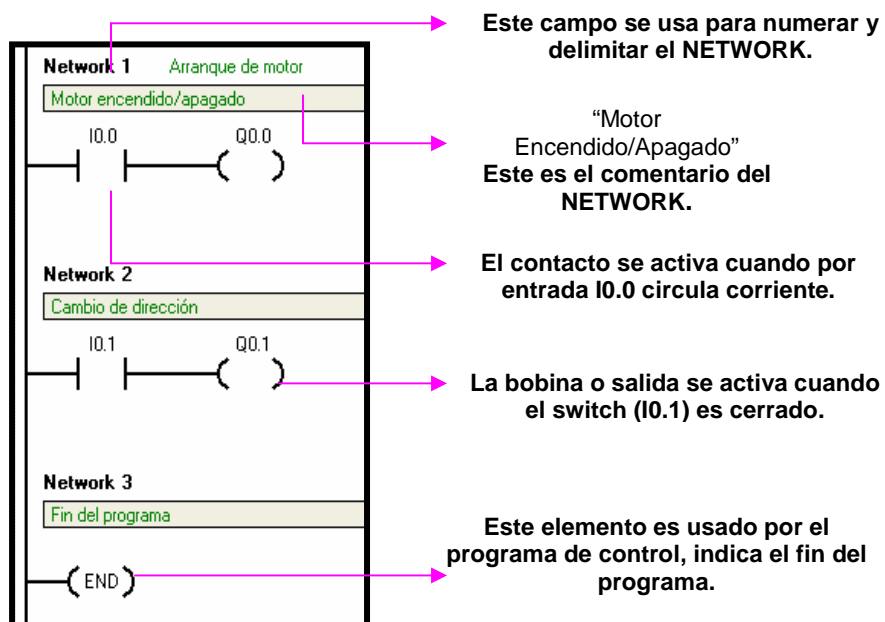 Este campo se usa para numerar y
delimitar el NETWORK.
Network 1 Arranque de motor
Motor encendido/apagado
I0.0 Q0.0
“Motor
Encendido/Apagado”
Este es el comentario del
NETWORK.
El contacto se activa cuando por
entrada I0.0 circula corriente.
Network 2
Cambio de dirección
I0.1 Q0.1
La bobina o salida se activa cuando
el switch (I0.1) es cerrado.
Network 3
Fin del programa
END
Este elemento es usado por el
programa de control, indica el fin del
programa.